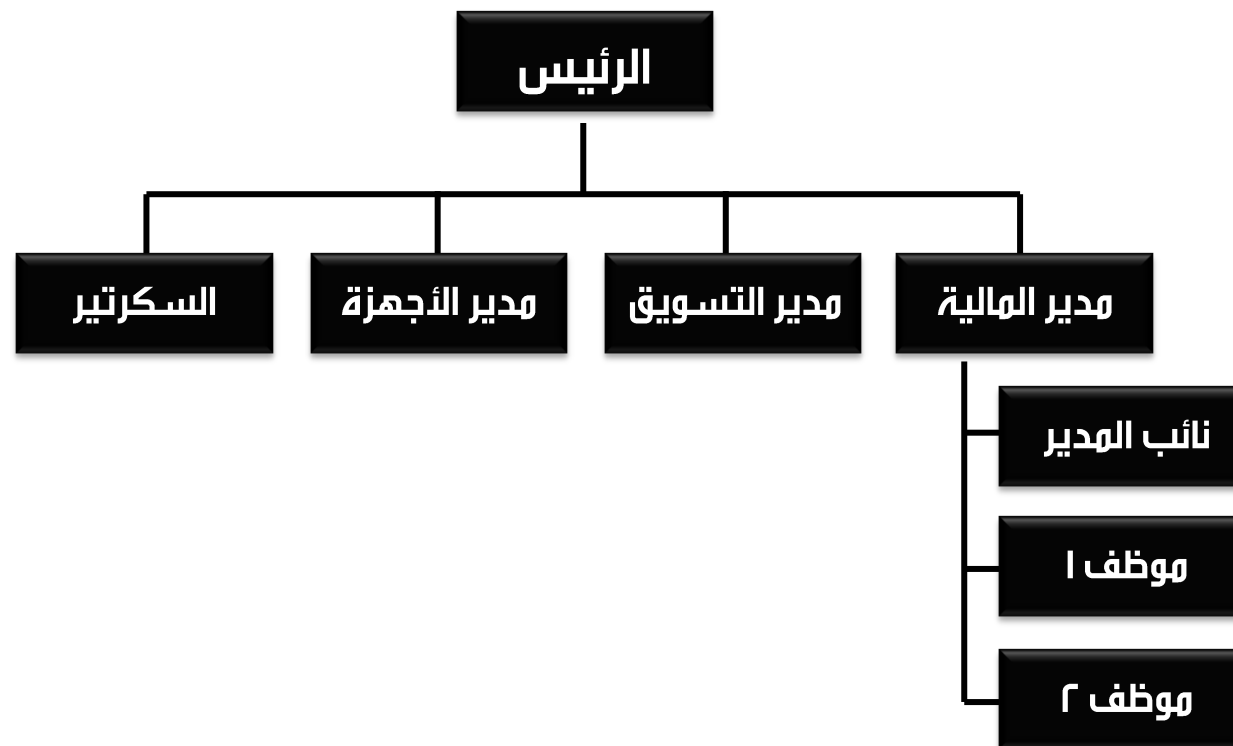 الرئيس
مدير المالية
مدير التسويق
مدير الأجهزة
السكرتير
نائب المدير
موظف ١
موظف ٢